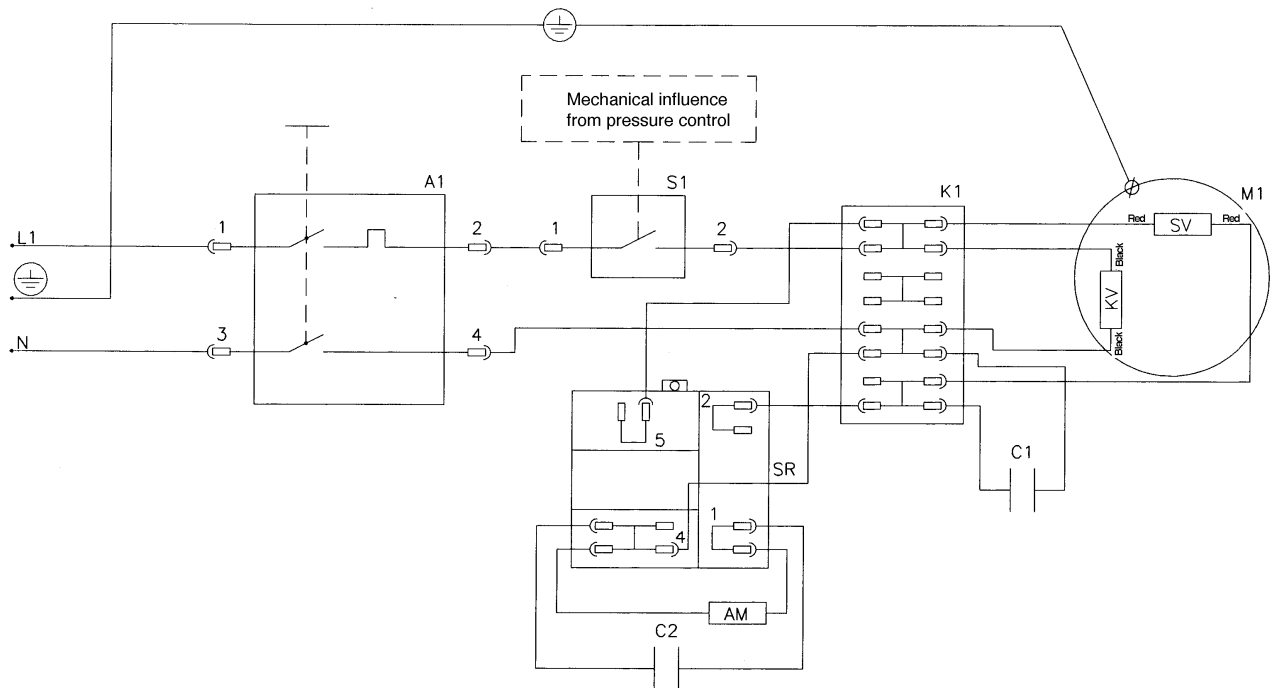 Mechanical influence
from pressure control
A1
S1
K1
M1
L1
1
2
1
2
Red
SV
Red
Black
KV
Black
N
3
4
2
5
SR
C1
1
4
AM
C2